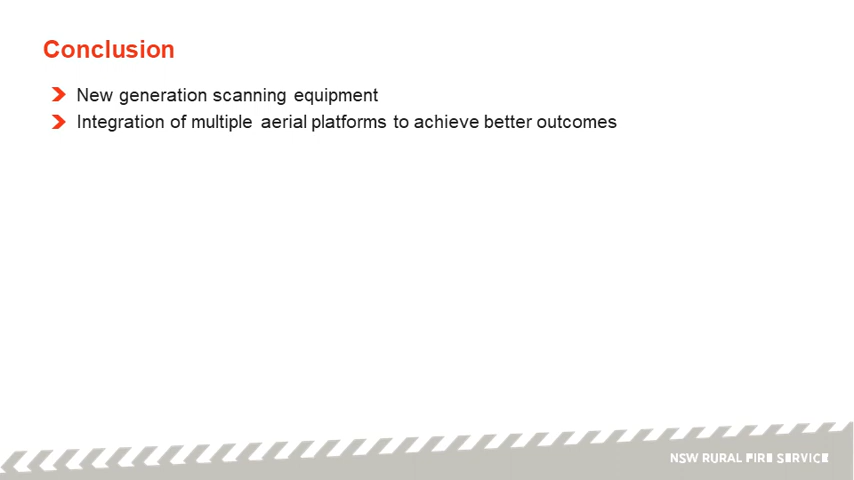 Conclusion
New generation scanning equipment
Integration of multiple aerial platforms to achieve better outcomes
NSW RURAL FIRE SERVICE